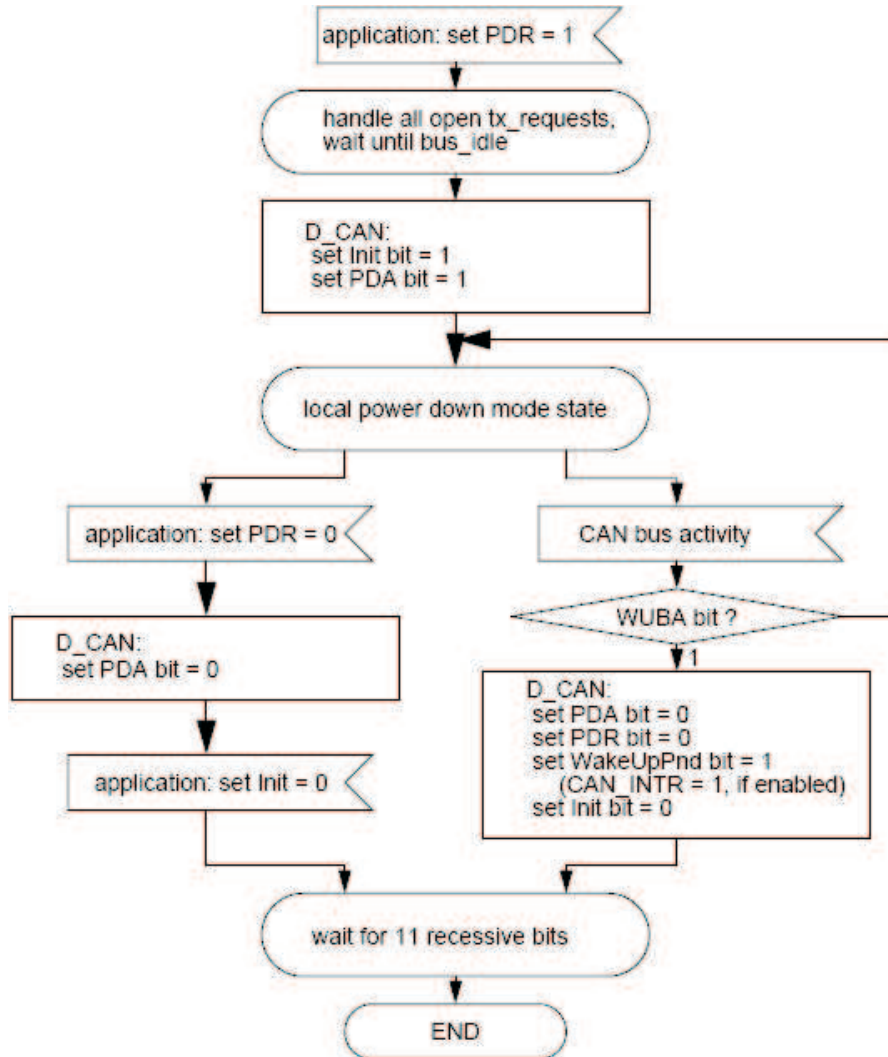 application: set PDR = 1
handle all open tx_requests,
wait until bus_idle
D_CAN:
set Init bit = 1
set PDA bit = 1
local power down mode state
application: set PDR = 0
D_CAN:
set PDA bit = 0
application: set Init = 0
CAN bus activity
WUBA bit ?
1
D_CAN:
set PDA bit = 0
set PDR bit = 0
set WakeUpPnd bit = 1
(CAN_INTR = 1, if enabled)
set Init bit = 0
wait for 11 recessive bits
END